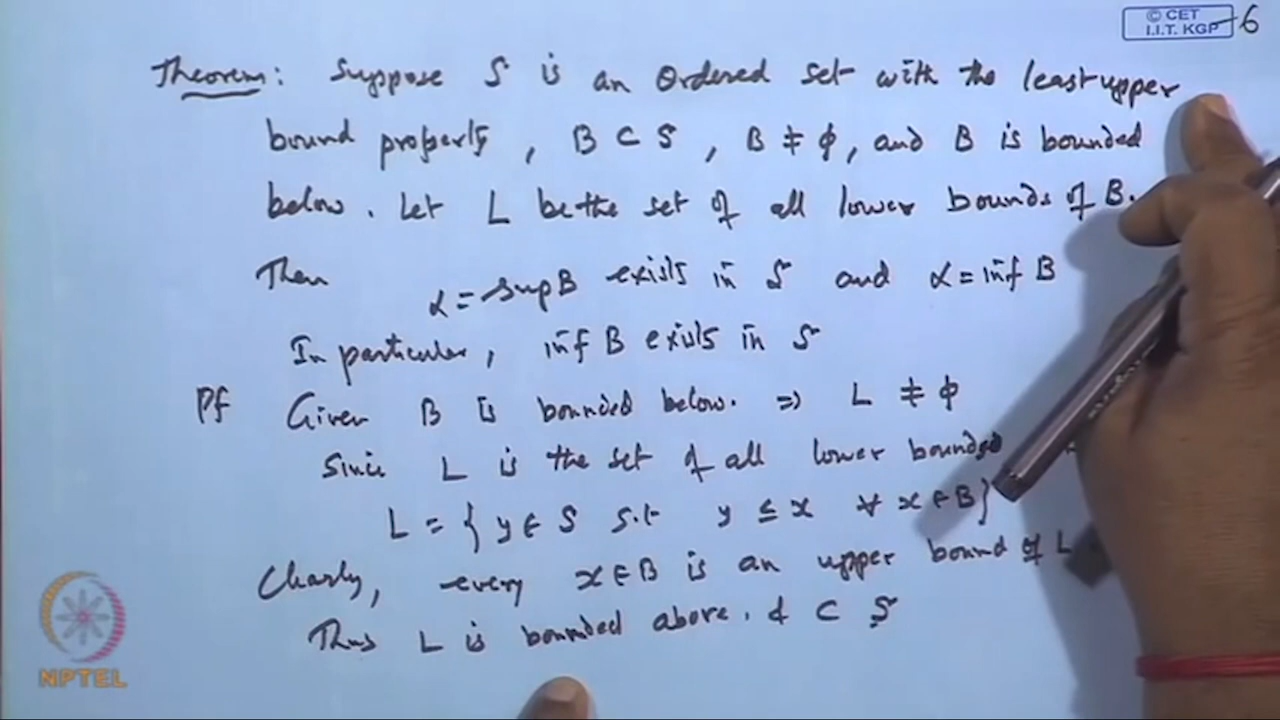 © CET
I.I.T. KGP
-6
Theorem: Suppose S is an Ordered set with the least upper
bound property, B ⊂ S, B ≠ φ, and B is bounded
below. Let L be the set of all lower bounds of B.
Then α = sup B exists in S and α = inf B
In particular, inf B exists in S
Pf Given B is bounded below. ⇒ L ≠ φ
Since L is the set of all lower bounded
L = { y ∈ S s.t y ≤ x ∀ x ∈ B}
Clearly, every x ∈ B is an upper bound of L
Thus L is bounded above. & ⊂ S
NPTEL